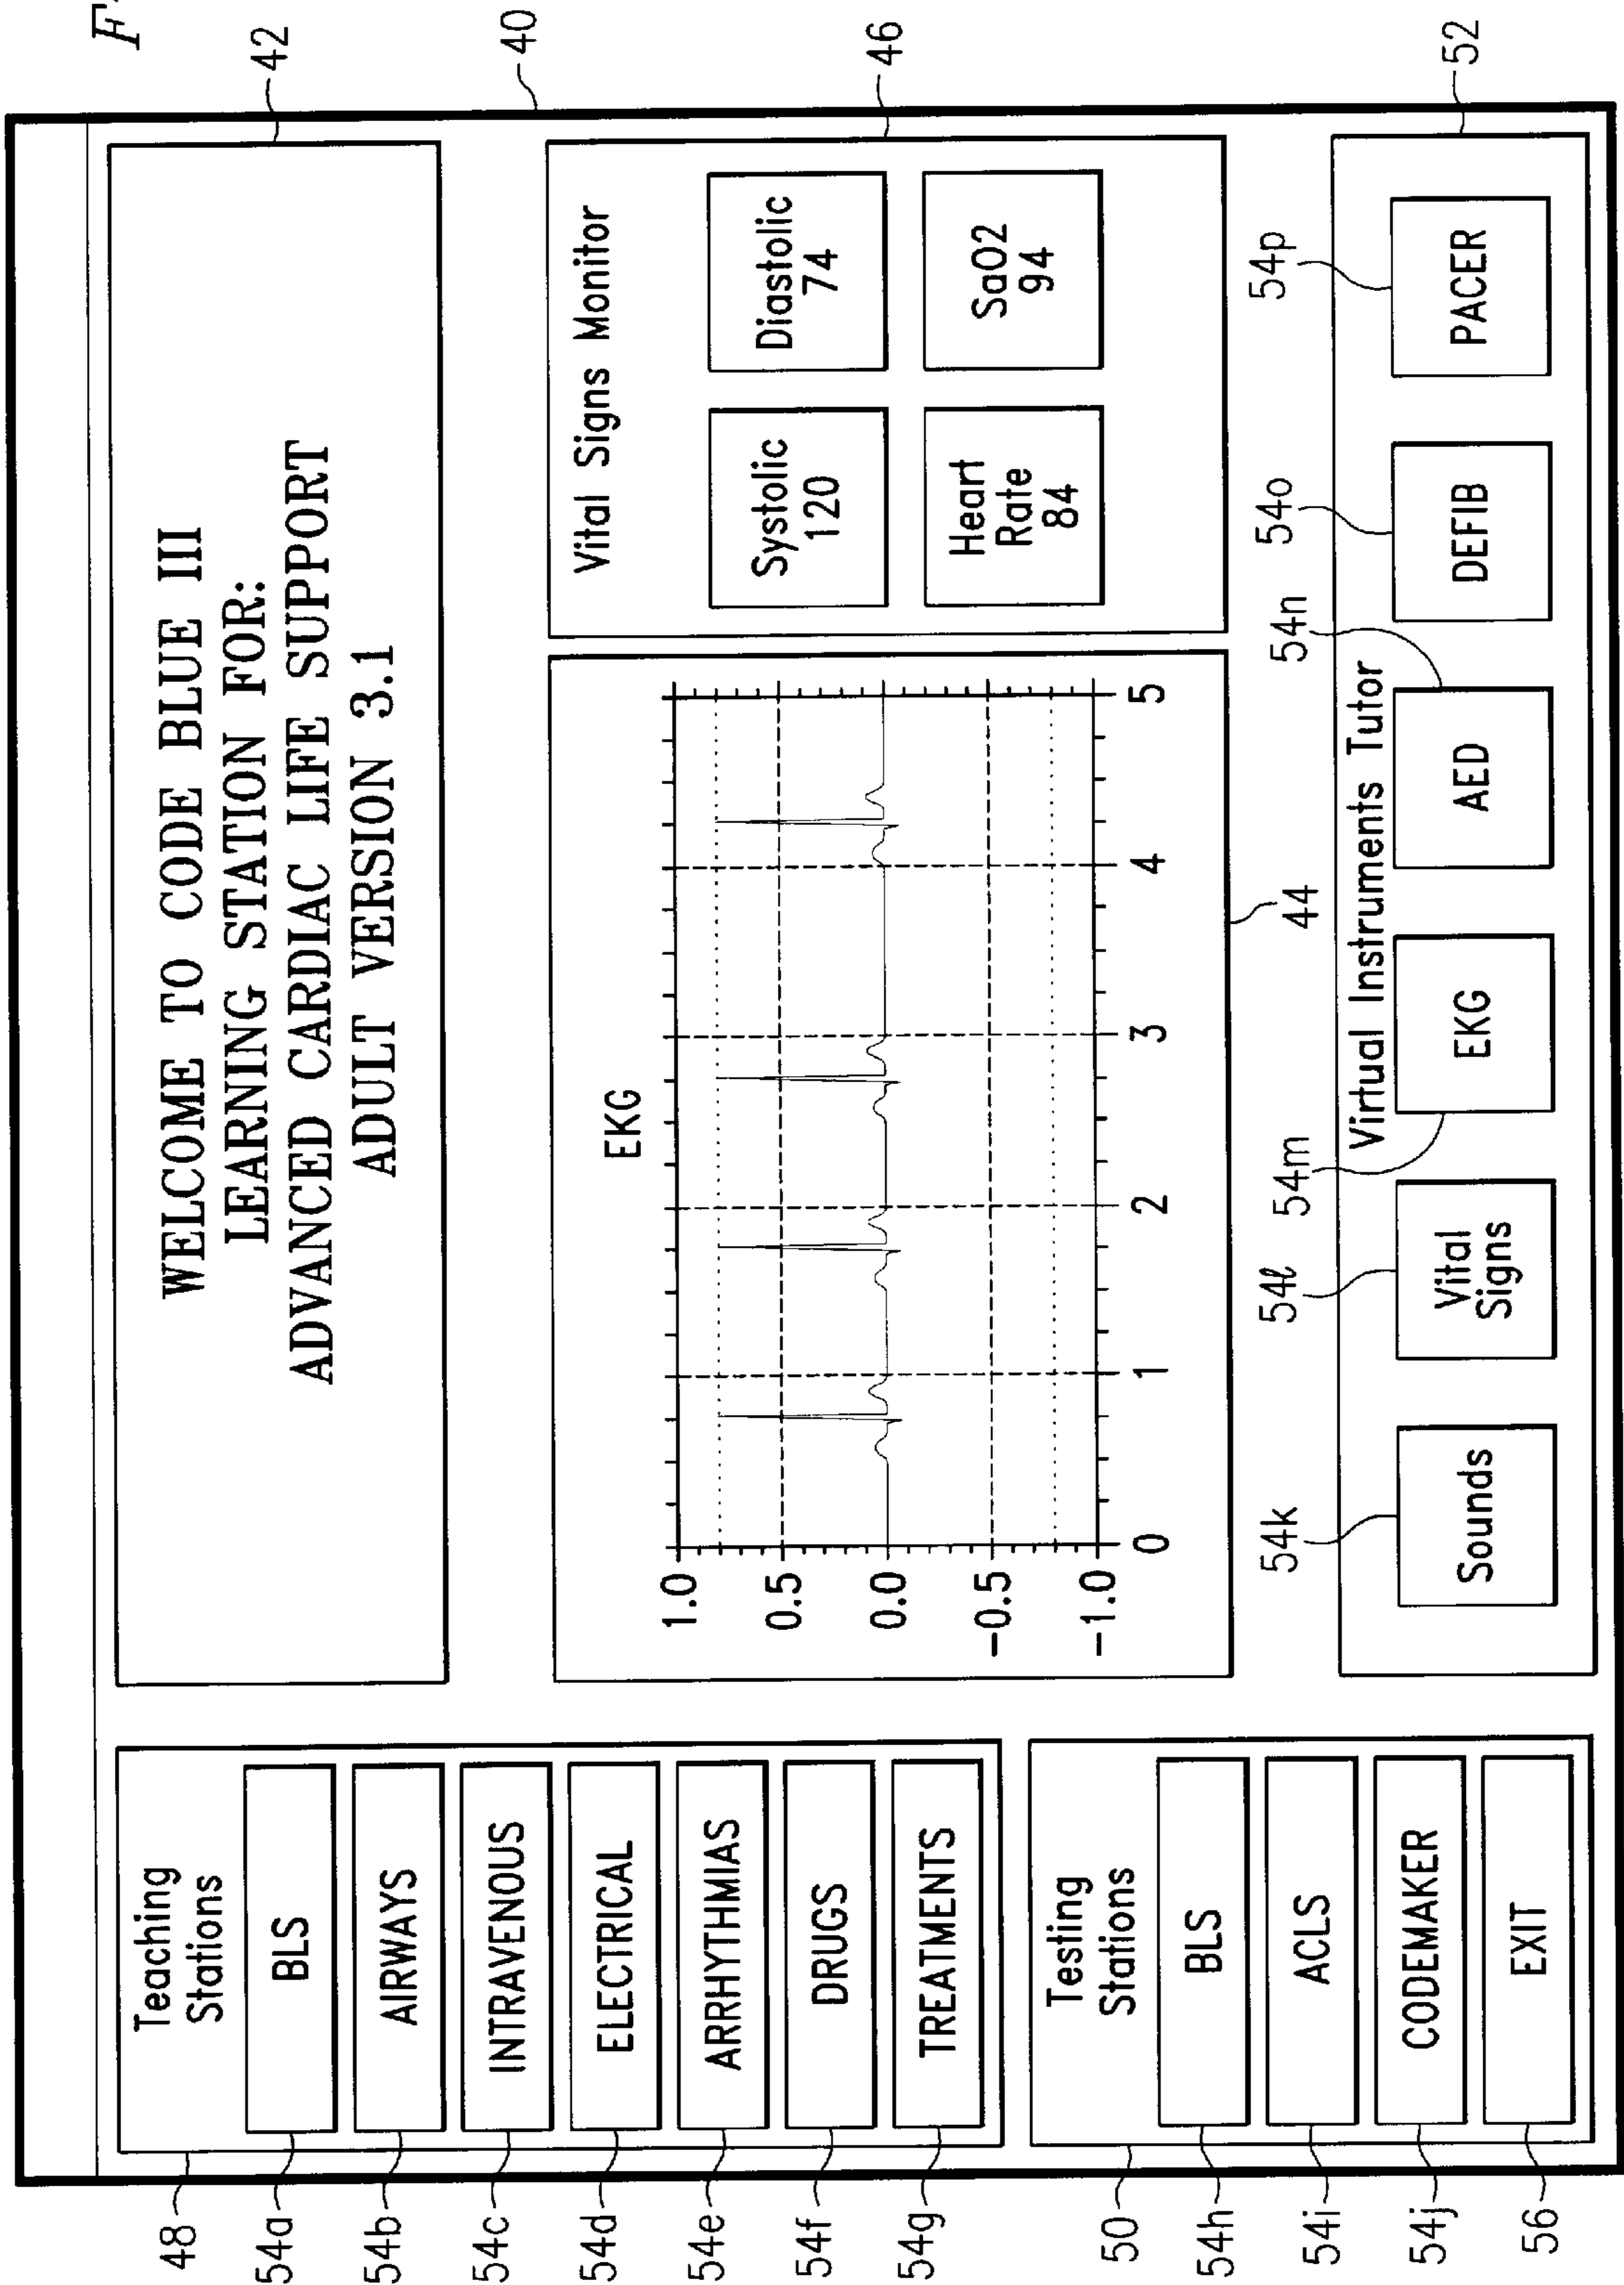 F
42
40
46
52
WELCOME TO CODE BLUE III
LEARNING STATION FOR:
ADVANCED CARDIAC LIFE SUPPORT
ADULT VERSION 3.1
48
Teaching
Stations
54a
BLS
54b
AIRWAYS
54c
INTRAVENOUS
54d
ELECTRICAL
54e
ARRHYTHMIAS
54f
DRUGS
54g
TREATMENTS
50
Testing
Stations
54h
BLS
54i
ACLS
54j
CODEMAKER
56
EXIT
EKG
1.0
0.5
0.0
-0.5
-1.0
0
1
2
3
4
5
44
Vital Signs Monitor
Systolic
120
Diastolic
74
Heart
Rate
84
SaO2
94
54k
54ℓ
54m
54n
54o
54p
Virtual Instruments Tutor
Sounds
Vital
Signs
EKG
AED
DEFIB
PACER